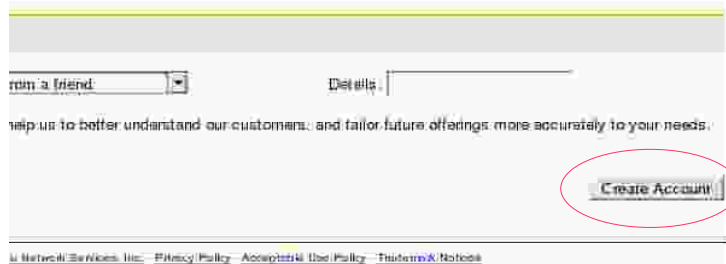 rom a friend Details:
help us to better understand our customers, and tailor future offerings more accurately to your needs.
Create Account
Network Services, Inc. Privacy Policy Acceptable Use Policy Trademark Notices